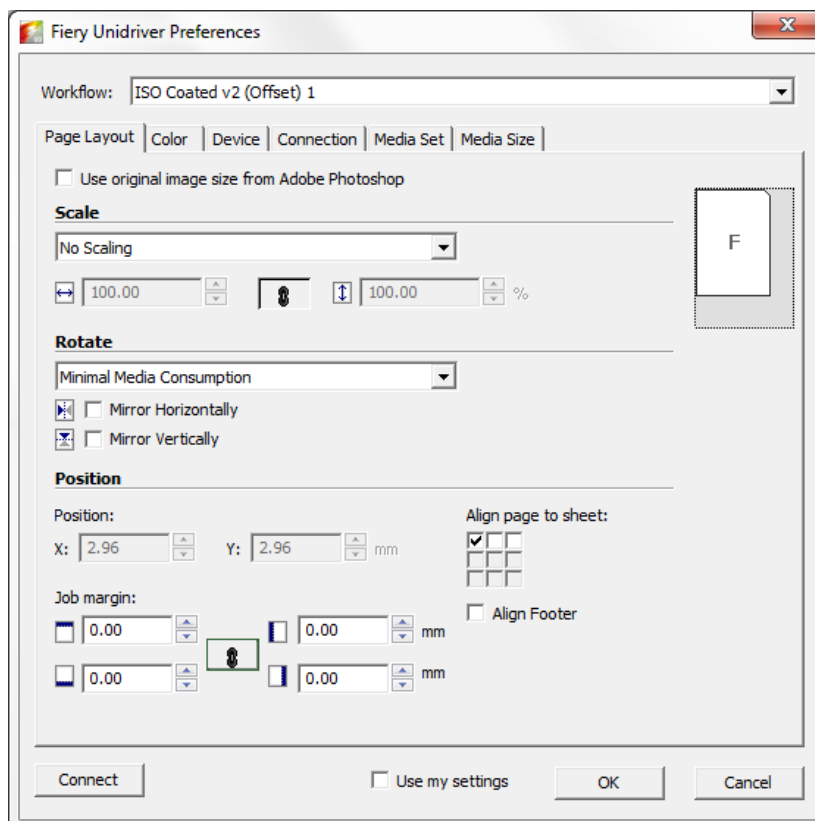 Fiery Unidriver Preferences
Workflow: ISO Coated v2 (Offset) 1
Page Layout Color Device Connection Media Set Media Size
Use original image size from Adobe Photoshop
Scale
No Scaling
F
100.00 100.00 %
Rotate
Minimal Media Consumption
Mirror Horizontally
Mirror Vertically
Position
Position: Align page to sheet:
X: 2.96 Y: 2.96 mm
Job margin:
Align Footer
0.00 0.00 mm
0.00 0.00 mm
Connect Use my settings OK Cancel